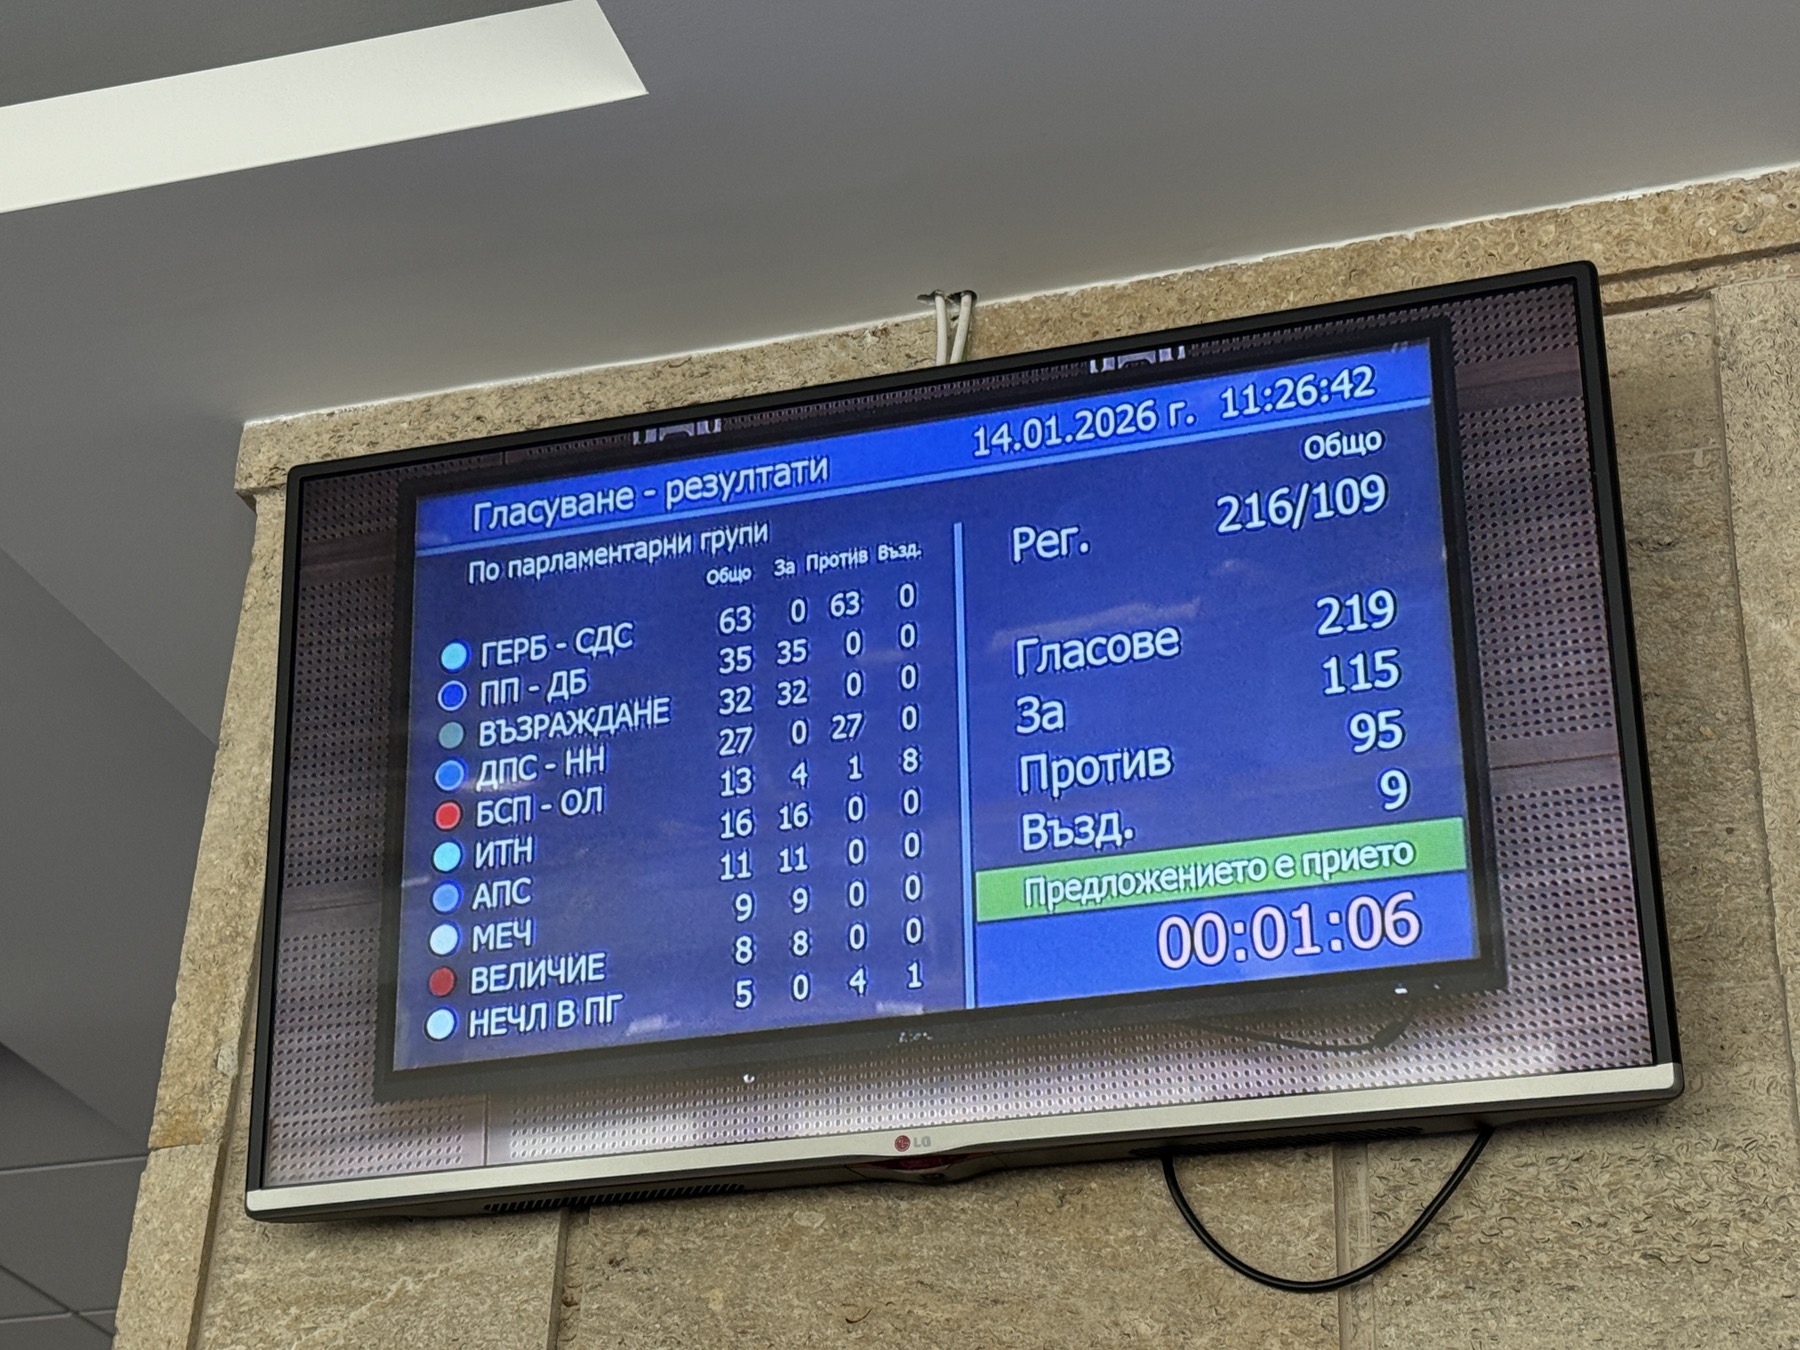 Гласуване - резултати 14.01.2026 г. 11:26:42
По парламентарни групи
Общо За Против Възд.
ГЕРБ - СДС 63 0 63 0
ПП - ДБ 35 35 0 0
ВЪЗРАЖДАНЕ 32 32 0 0
ДПС - НН 27 0 27 0
БСП - ОЛ 13 4 1 8
ИТН 16 16 0 0
АПС 11 11 0 0
МЕЧ 9 9 0 0
ВЕЛИЧИЕ 8 8 0 0
НЕЧЛ В ПГ 5 0 4 1
Общо
Рег. 216/109
Гласове 219
За 115
Против 95
Възд. 9
Предложението е прието
00:01:06
LG